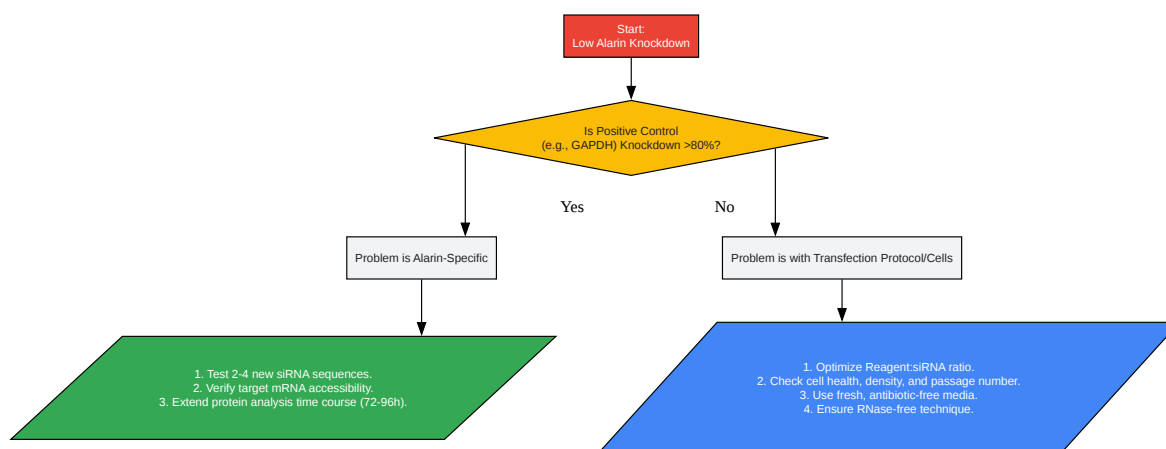 Start:
Low Alarin Knockdown
Is Positive Control
(e.g., GAPDH) Knockdown >80%?
Yes
No
Problem is Alarin-Specific
Problem is with Transfection Protocol/Cells
1. Test 2-4 new siRNA sequences.
2. Verify target mRNA accessibility.
3. Extend protein analysis time course (72-96h).
1. Optimize Reagent:siRNA ratio.
2. Check cell health, density, and passage number.
3. Use fresh, antibiotic-free media.
4. Ensure RNase-free technique.